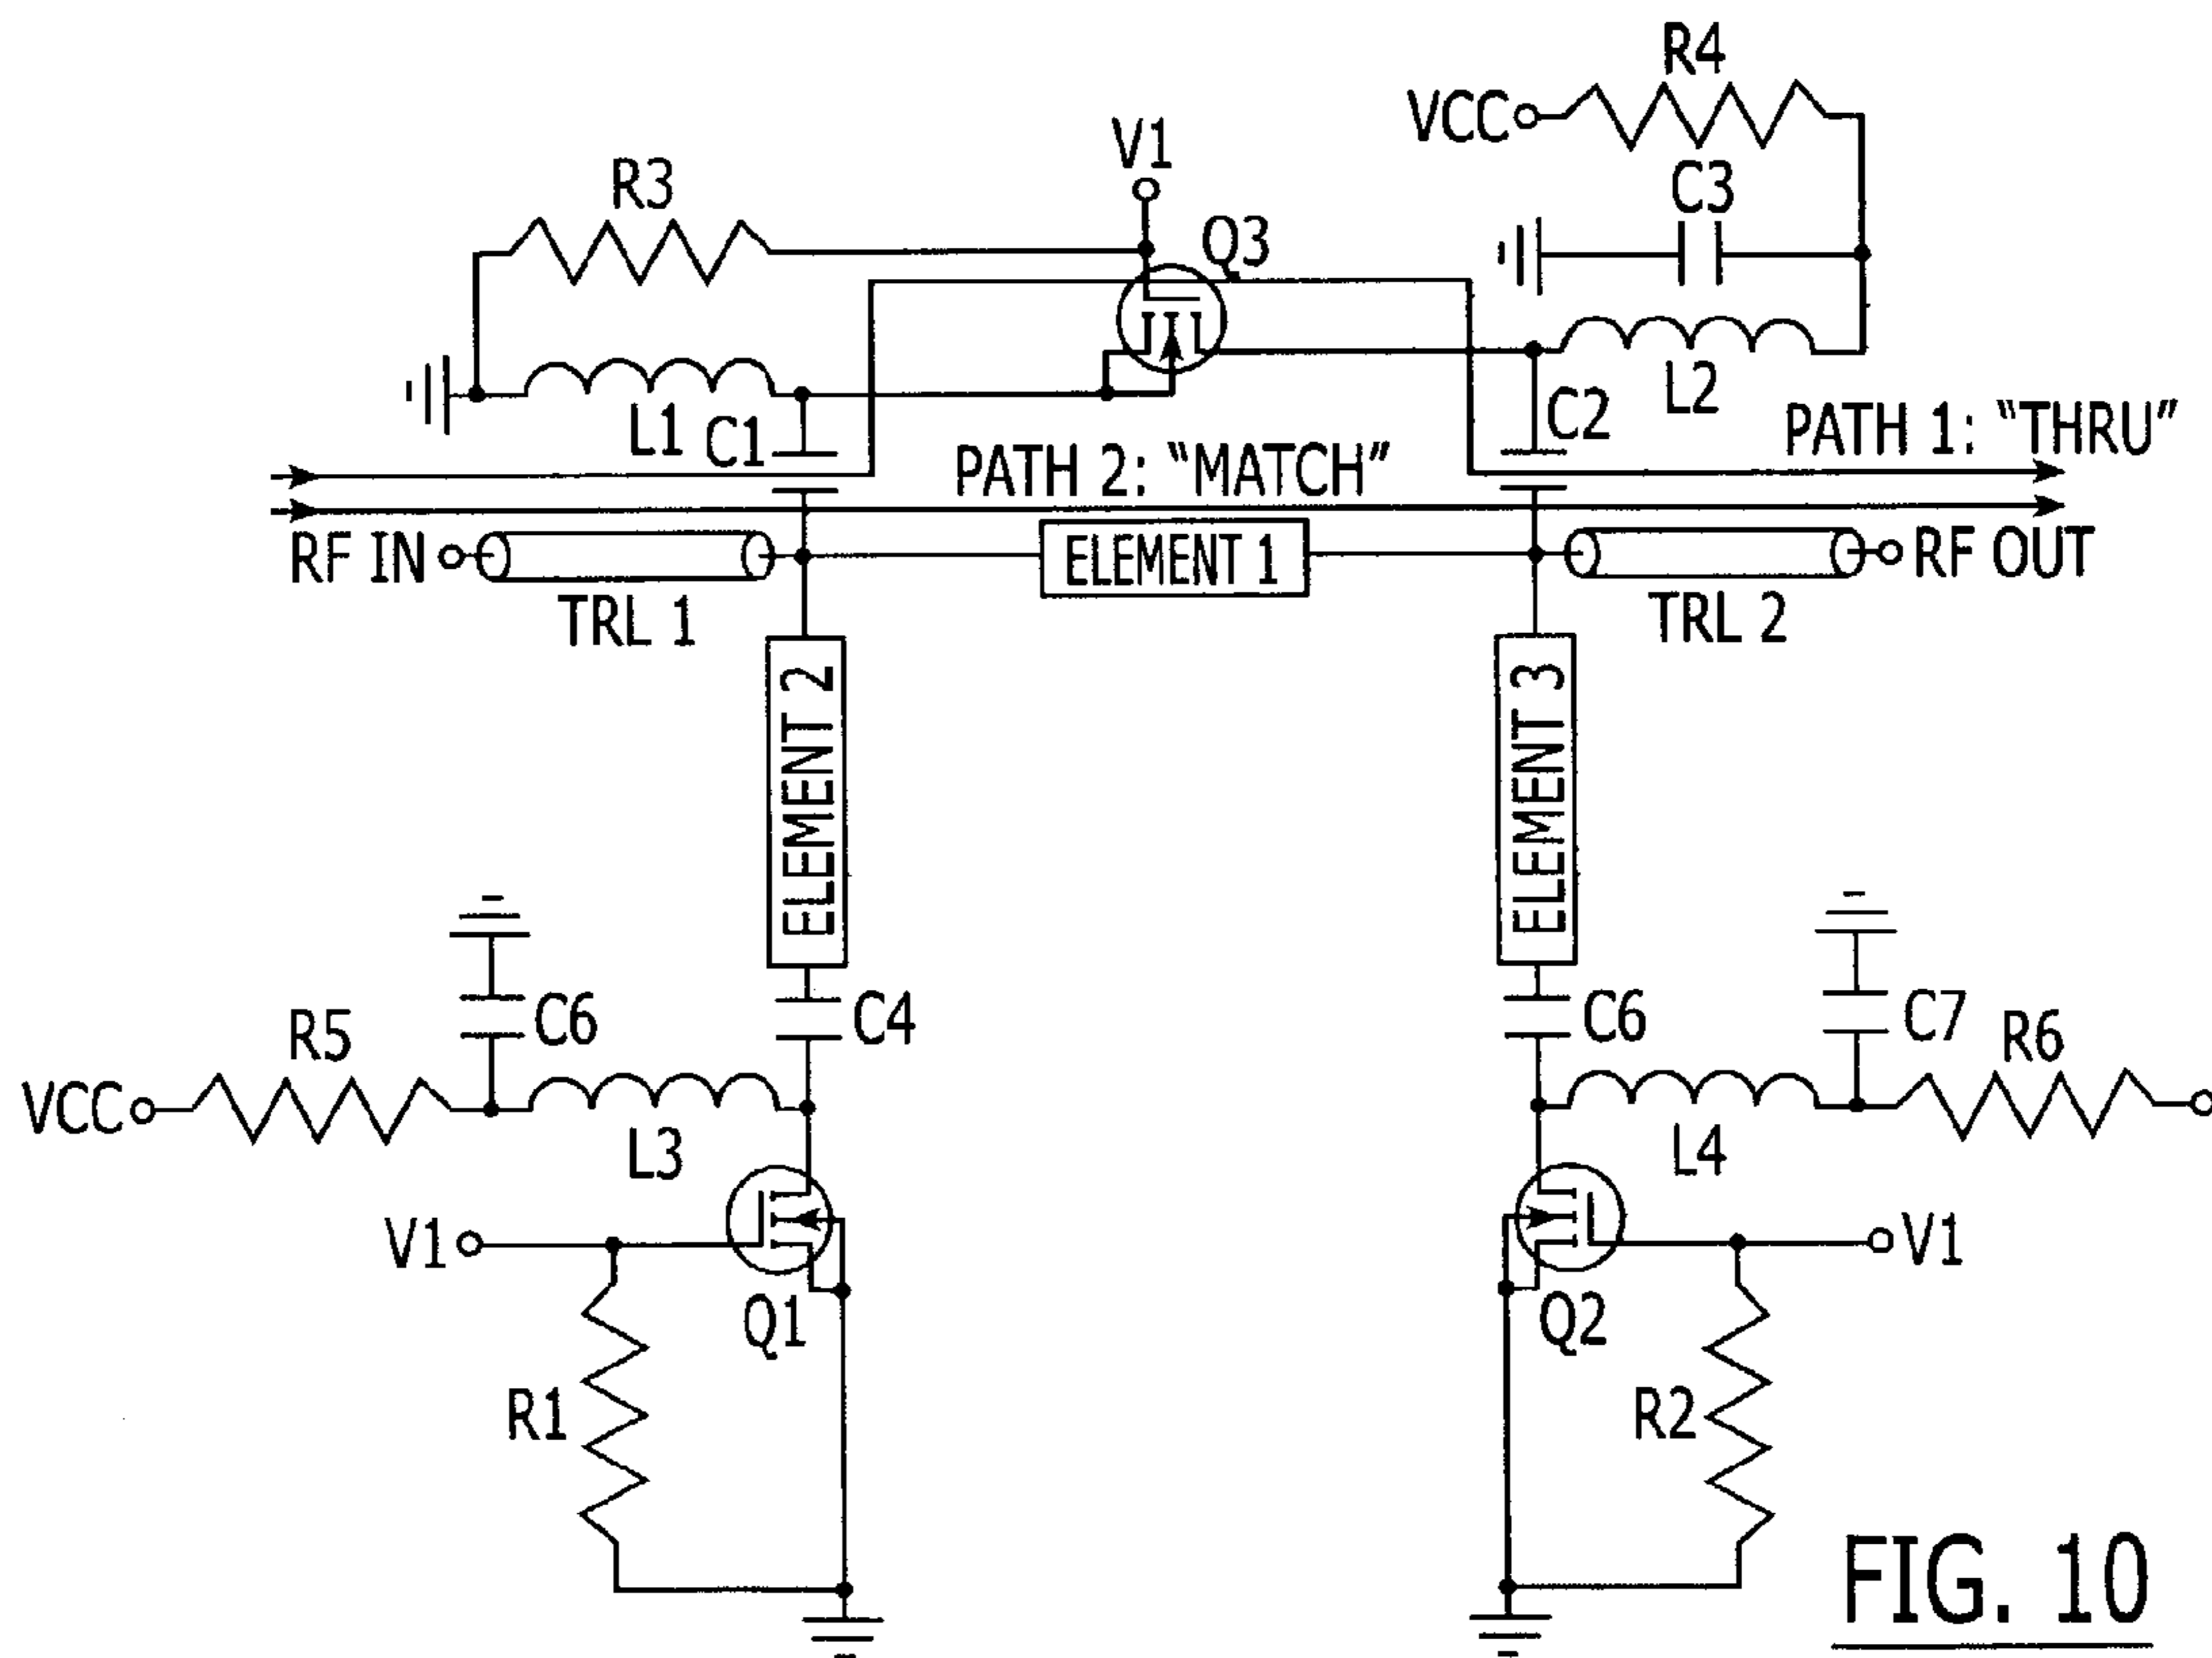 R4
VCC
V1
R3
C3
Q3
L2
C2
L1
C1
PATH 1: “THRU”
PATH 2: “MATCH”
RF IN
ELEMENT 1
RF OUT
TRL 1
TRL 2
ELEMENT 2
ELEMENT 3
C6
C4
C6
C7
R5
R6
VCC
L3
L4
V1
V1
Q1
Q2
R1
R2
FIG. 10